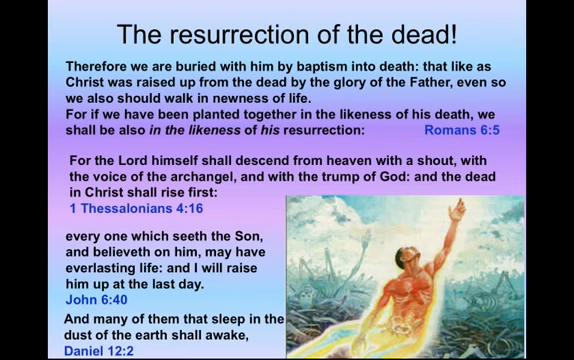 The resurrection of the dead!
Therefore we are buried with him by baptism into death: that like as
Christ was raised up from the dead by the glory of the Father, even so
we also should walk in newness of life.
For if we have been planted together in the likeness of his death, we
shall be also in the likeness of his resurrection: Romans 6:5
For the Lord himself shall descend from heaven with a shout, with
the voice of the archangel, and with the trump of God: and the dead
in Christ shall rise first:
1 Thessalonians 4:16
every one which seeth the Son,
and believeth on him, may have
everlasting life: and I will raise
him up at the last day.
John 6:40
And many of them that sleep in the
dust of the earth shall awake,
Daniel 12:2